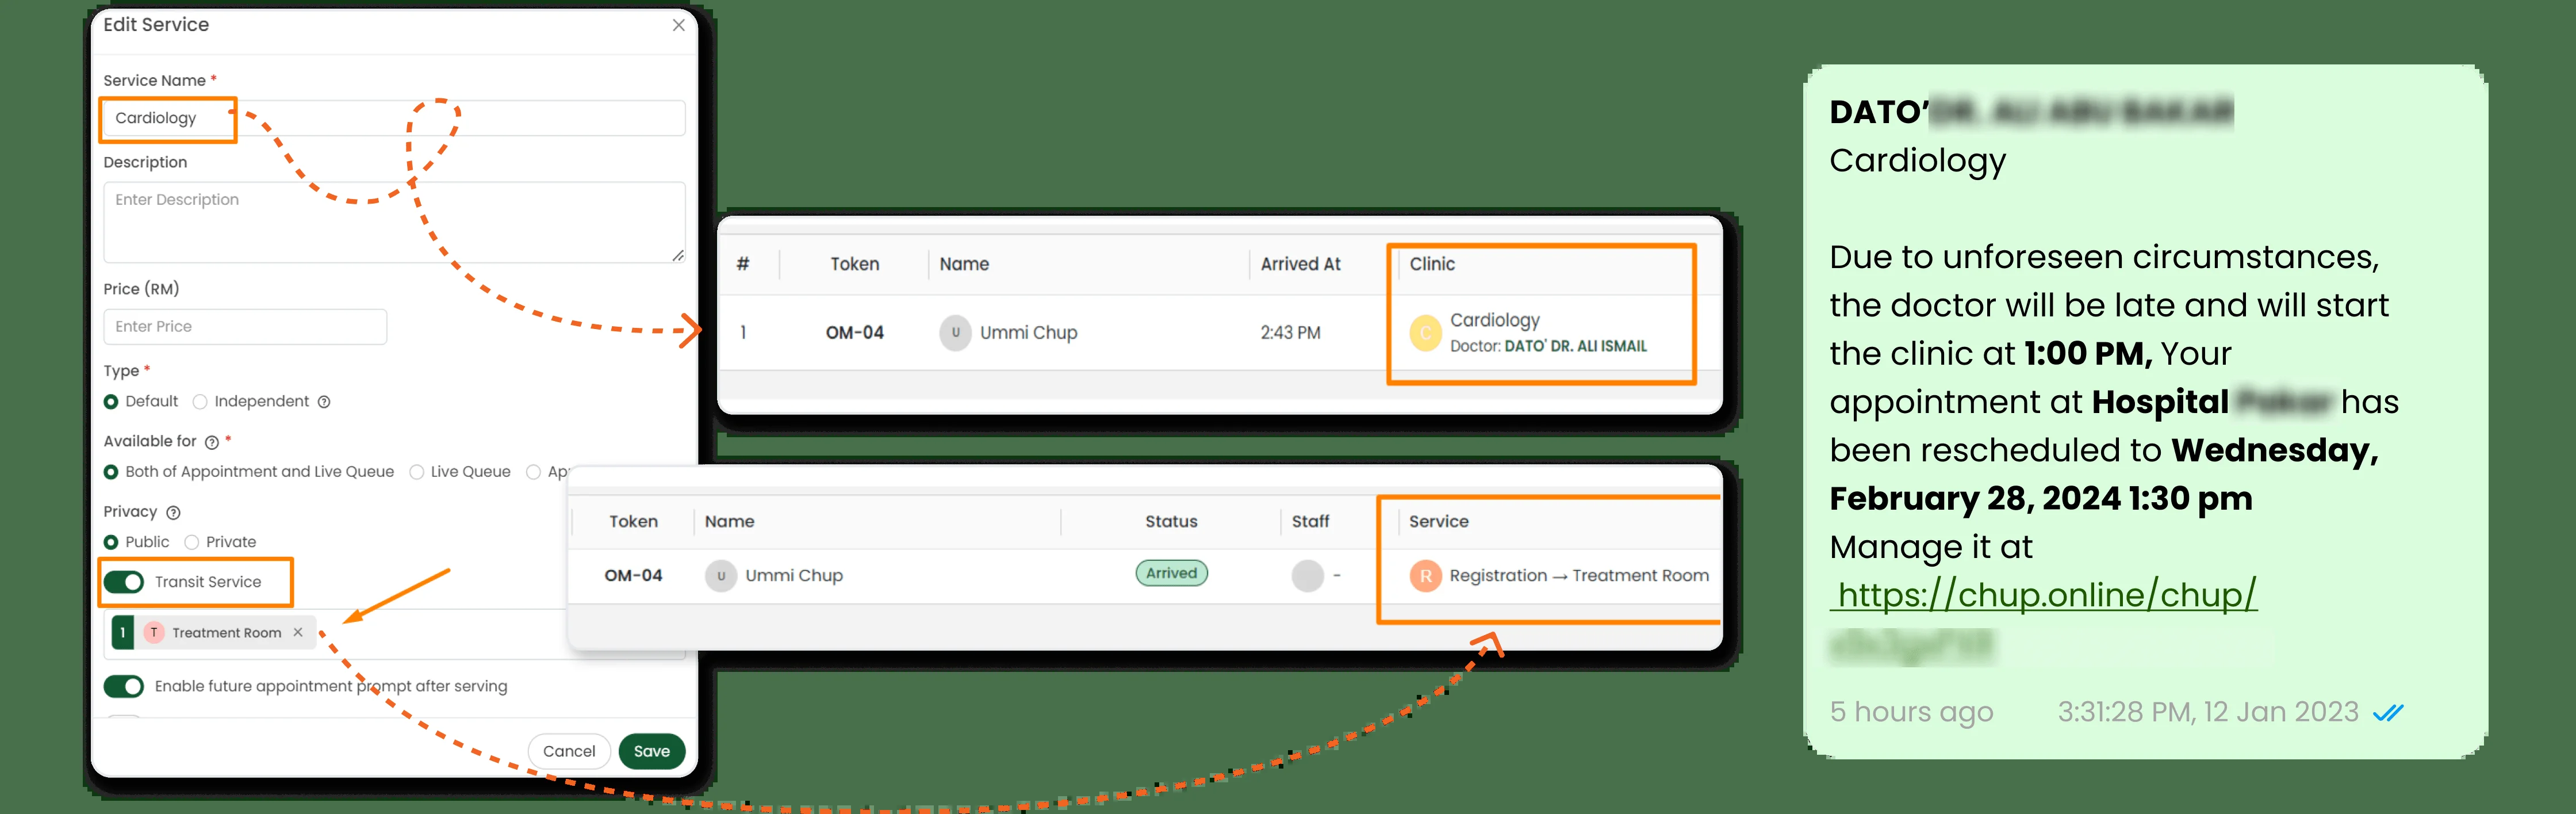 Edit Service
Service Name *
Cardiology
Description
Enter Description
Price (RM)
Enter Price
Type *
Default Independent
Available for *
Both of Appointment and Live Queue Live Queue
Privacy
Public Private
Transit Service
1 T Treatment Room
Enable future appointment prompt after serving
Cancel Save
# Token Name Arrived At Clinic
1 OM-04 U Ummi Chup 2:43 PM C Cardiology
Doctor: DATO' DR. ALI ISMAIL
Token Name Status Staff Service
OM-04 U Ummi Chup Arrived - R Registration → Treatment Room
DATO'
Cardiology
Due to unforeseen circumstances,
the doctor will be late and will start
the clinic at 1:00 PM, Your
appointment at Hospital has
been rescheduled to Wednesday,
February 28, 2024 1:30 pm
Manage it at
https://chup.online/chup/
5 hours ago 3:31:28 PM, 12 Jan 2023